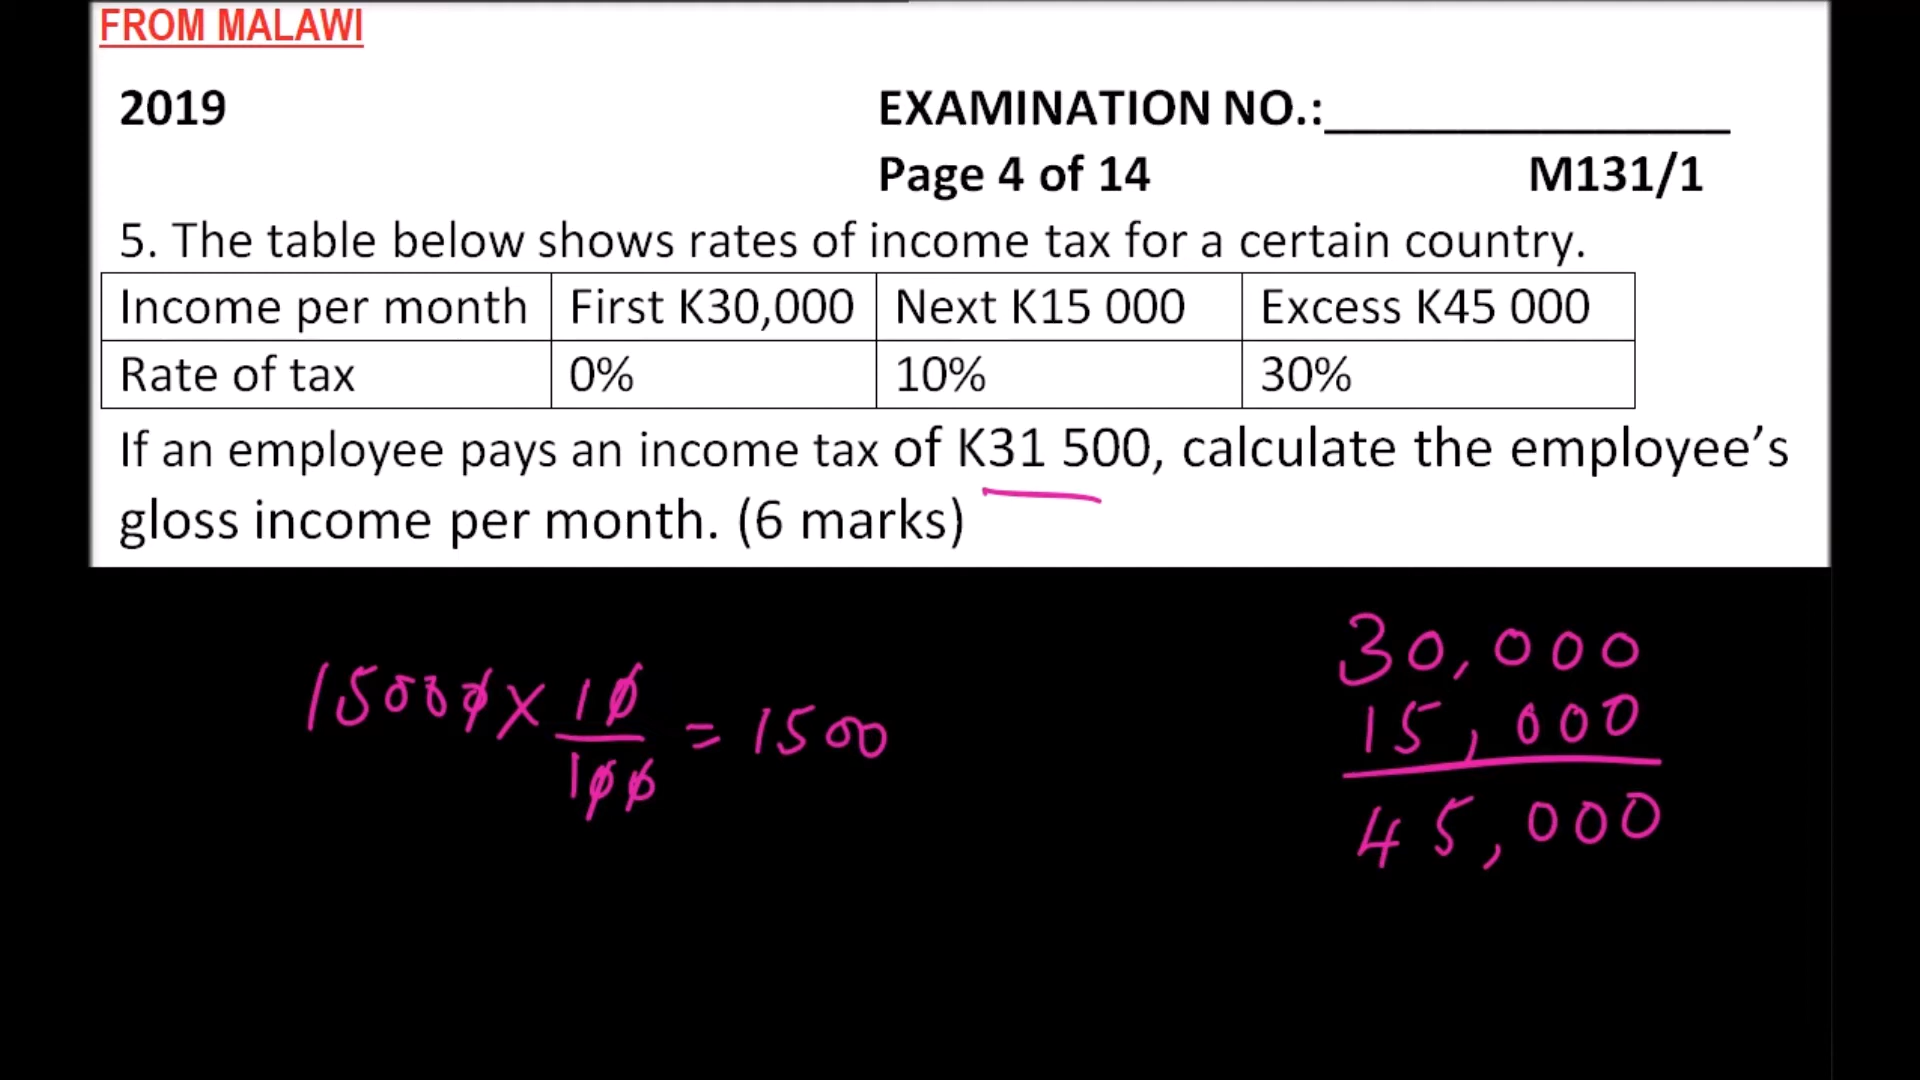 FROM MALAWI
2019 EXAMINATION NO.:_______________
Page 4 of 14 M131/1
5. The table below shows rates of income tax for a certain country.
Income per month First K30,000 Next K15 000 Excess K45 000
Rate of tax 0% 10% 30%
If an employee pays an income tax of K31 500, calculate the employee's
gloss income per month. (6 marks)
15000 × 10/100 = 1500
30,000
15,000
45,000